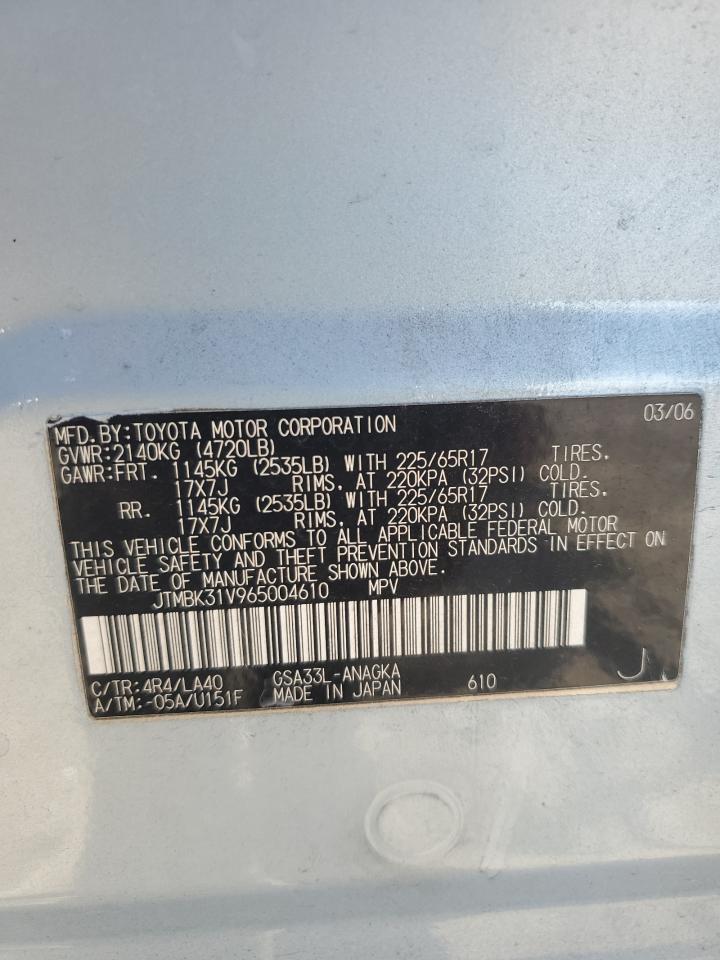 MFD.BY:TOYOTA MOTOR CORPORATION 03/06
GVWR:2140KG (4720LB)
GAWR:FRT. 1145KG (2535LB) WITH 225/65R17 TIRES.
17X7J RIMS, AT 220KPA (32PSI) COLD.
RR. 1145KG (2535LB) WITH 225/65R17 TIRES.
17X7J RIMS, AT 220KPA (32PSI) COLD.
THIS VEHICLE CONFORMS TO ALL APPLICABLE FEDERAL MOTOR
VEHICLE SAFETY AND THEFT PREVENTION STANDARDS IN EFFECT ON
THE DATE OF MANUFACTURE SHOWN ABOVE.
JTMBK31V965004610 MPV
C/TR:4R4/LA40 GSA33L-ANAGKA
A/TM:-05A/U151F MADE IN JAPAN 610 J